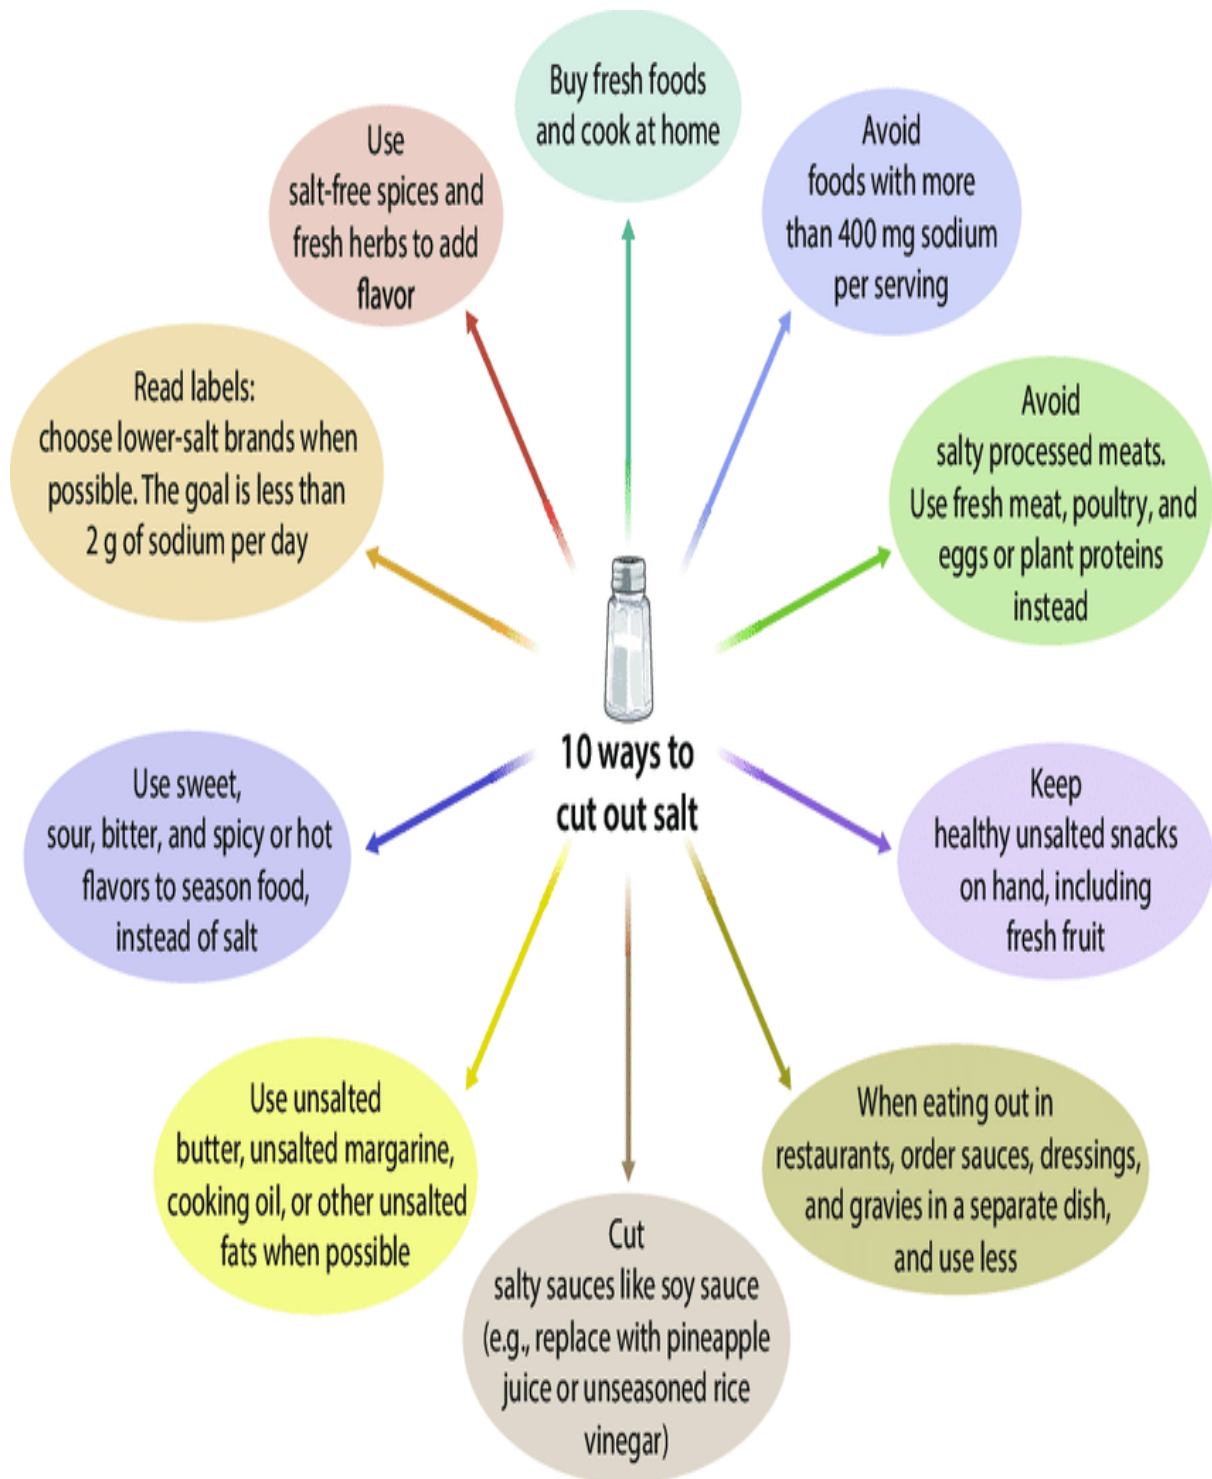 10 ways to
cut out salt
Buy fresh foods
and cook at home
Avoid
foods with more
than 400 mg sodium
per serving
Avoid
salty processed meats.
Use fresh meat, poultry, and
eggs or plant proteins
instead
Keep
healthy unsalted snacks
on hand, including
fresh fruit
When eating out in
restaurants, order sauces, dressings,
and gravies in a separate dish,
and use less
Cut
salty sauces like soy sauce
(e.g., replace with pineapple
juice or unseasoned rice
vinegar)
Use unsalted
butter, unsalted margarine,
cooking oil, or other unsalted
fats when possible
Use sweet,
sour, bitter, and spicy or hot
flavors to season food,
instead of salt
Read labels:
choose lower-salt brands when
possible. The goal is less than
2 g of sodium per day
Use
salt-free spices and
fresh herbs to add
flavor